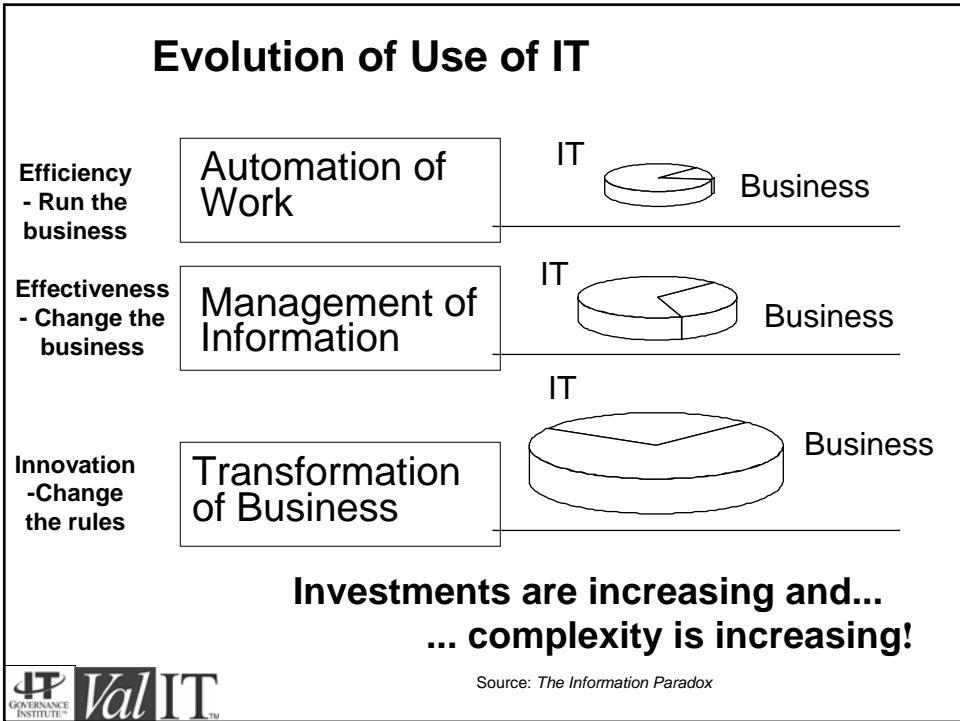 Evolution of Use of IT
Efficiency
- Run the
business
Automation of
Work
IT
Business
Effectiveness
- Change the
business
Management of
Information
IT
Business
Innovation
-Change
the rules
Transformation
of Business
IT
Business
Investments are increasing and...
... complexity is increasing!
Source: The Information Paradox
IT
GOVERNANCE
INSTITUTE™
Val IT™